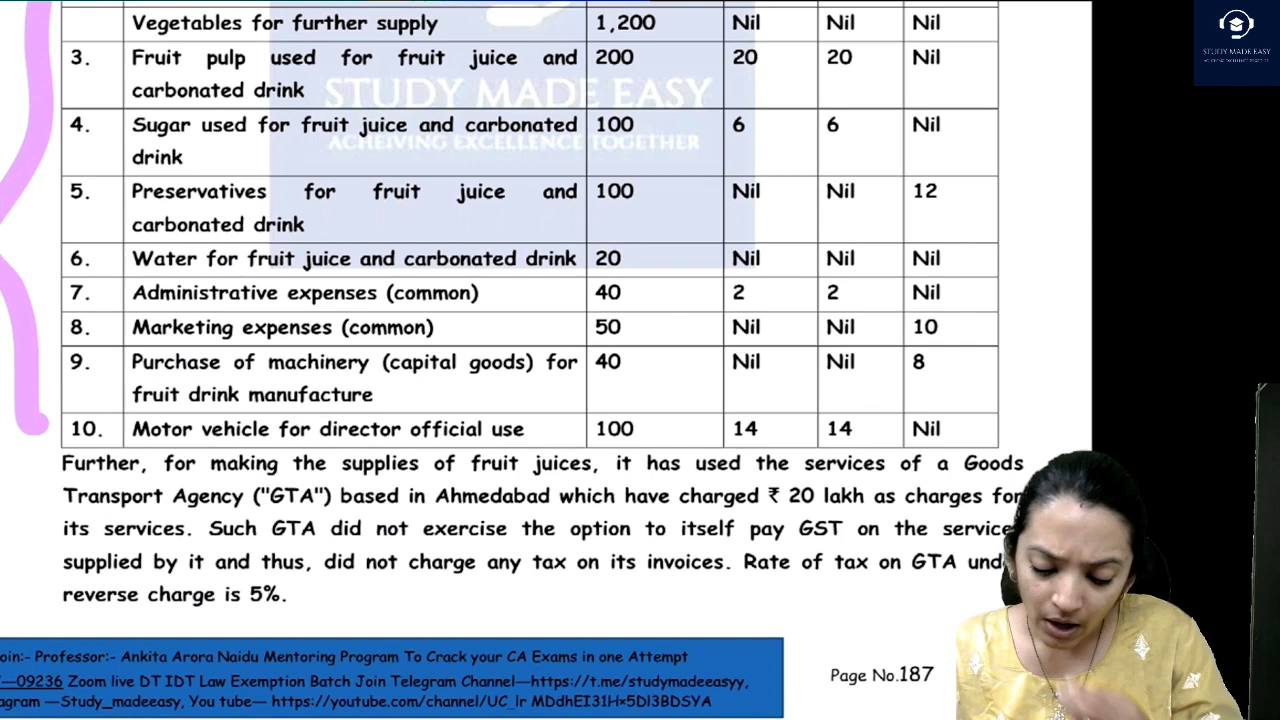 Vegetables for further supply 1,200 Nil Nil Nil
3. Fruit pulp used for fruit juice and 200 20 20 Nil
carbonated drink
4. Sugar used for fruit juice and carbonated 100 6 6 Nil
drink
5. Preservatives for fruit juice and 100 Nil Nil 12
carbonated drink
6. Water for fruit juice and carbonated drink 20 Nil Nil Nil
7. Administrative expenses (common) 40 2 2 Nil
8. Marketing expenses (common) 50 Nil Nil 10
9. Purchase of machinery (capital goods) for 40 Nil Nil 8
fruit drink manufacture
10. Motor vehicle for director official use 100 14 14 Nil
STUDY MADE EASY
ACHEIVING EXCELLENCE TOGETHER
Further, for making the supplies of fruit juices, it has used the services of a Goods
Transport Agency ("GTA") based in Ahmedabad which have charged ₹ 20 lakh as charges for
its services. Such GTA did not exercise the option to itself pay GST on the service
supplied by it and thus, did not charge any tax on its invoices. Rate of tax on GTA und
reverse charge is 5%.
oin:- Professor:- Ankita Arora Naidu Mentoring Program To Crack your CA Exams in one Attempt
—09236 Zoom live DT IDT Law Exemption Batch Join Telegram Channel—https://t.me/studymadeeasyy,
agram —Study_madeeasy, You tube— https://youtube.com/channel/UC_lr MDdhEI31H×5Dl3BDSYA
Page No.187
STUDY MADE EASY